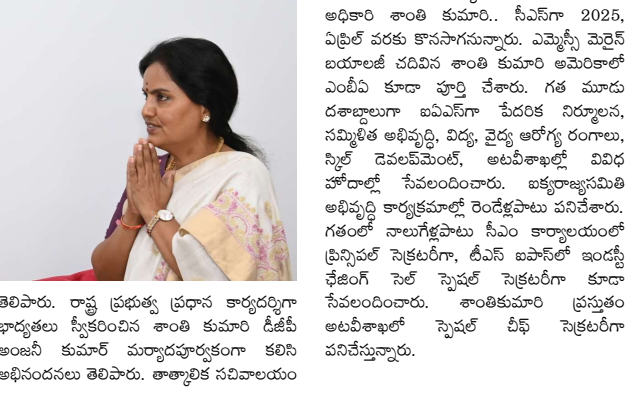 తెలిపారు. రాష్ట్ర ప్రభుత్వ ప్రధాన కార్యదర్శిగా
భాద్యతలు స్వీకరించిన శాంతి కుమారి డీజీపీ
అంజనీ కుమార్ మర్యాదపూర్వకంగా కలిసి
అభినందనలు తెలిపారు. తాత్కాలిక సచివాలయం
అధికారి శాంతి కుమారి.. సీఎస్‌గా 2025,
ఏప్రిల్ వరకు కొనసాగనున్నారు. ఎమ్మెస్సీ మెరైన్
బయాలజీ చదివిన శాంతి కుమారి అమెరికాలో
ఎంబీఏ కూడా పూర్తి చేశారు. గత మూడు
దశాబ్దాలుగా ఐఏఎస్‌గా పేదరిక నిర్మూలన,
సమ్మిళిత అభివృద్ధి, విద్య, వైద్య ఆరోగ్య రంగాలు,
స్కిల్ డెవలప్‌మెంట్, అటవీశాఖల్లో వివిధ
హోదాల్లో సేవలందించారు. ఐక్యరాజ్యసమితి
అభివృద్ధి కార్యక్రమాల్లో రెండేళ్లపాటు పనిచేశారు.
గతంలో నాలుగేళ్లపాటు సీఎం కార్యాలయంలో
ప్రిన్సిపల్ సెక్రటరీగా, టీఎస్ ఐపాస్‌లో ఇండస్ట్రీ
ఛేజింగ్ సెల్ స్పెషల్ సెక్రటరీగా కూడా
సేవలందించారు. శాంతికుమారి ప్రస్తుతం
అటవీశాఖలో స్పెషల్ చీఫ్ సెక్రటరీగా
పనిచేస్తున్నారు.